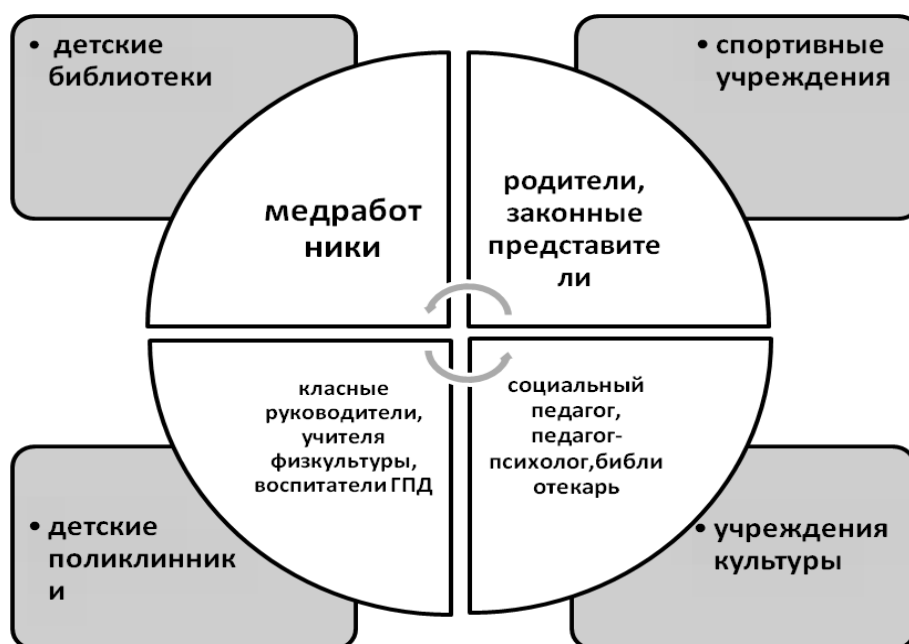 • детские
библиотеки
• спортивные
учреждения
медработ
ники
родители,
законные
представите
ли
класные
руководители,
учителя
физкультуры,
воспитатели ГПД
социальный
педагог,
педагог-
психолог,библи
отекарь
• детские
поликлинник
и
• учреждения
культуры